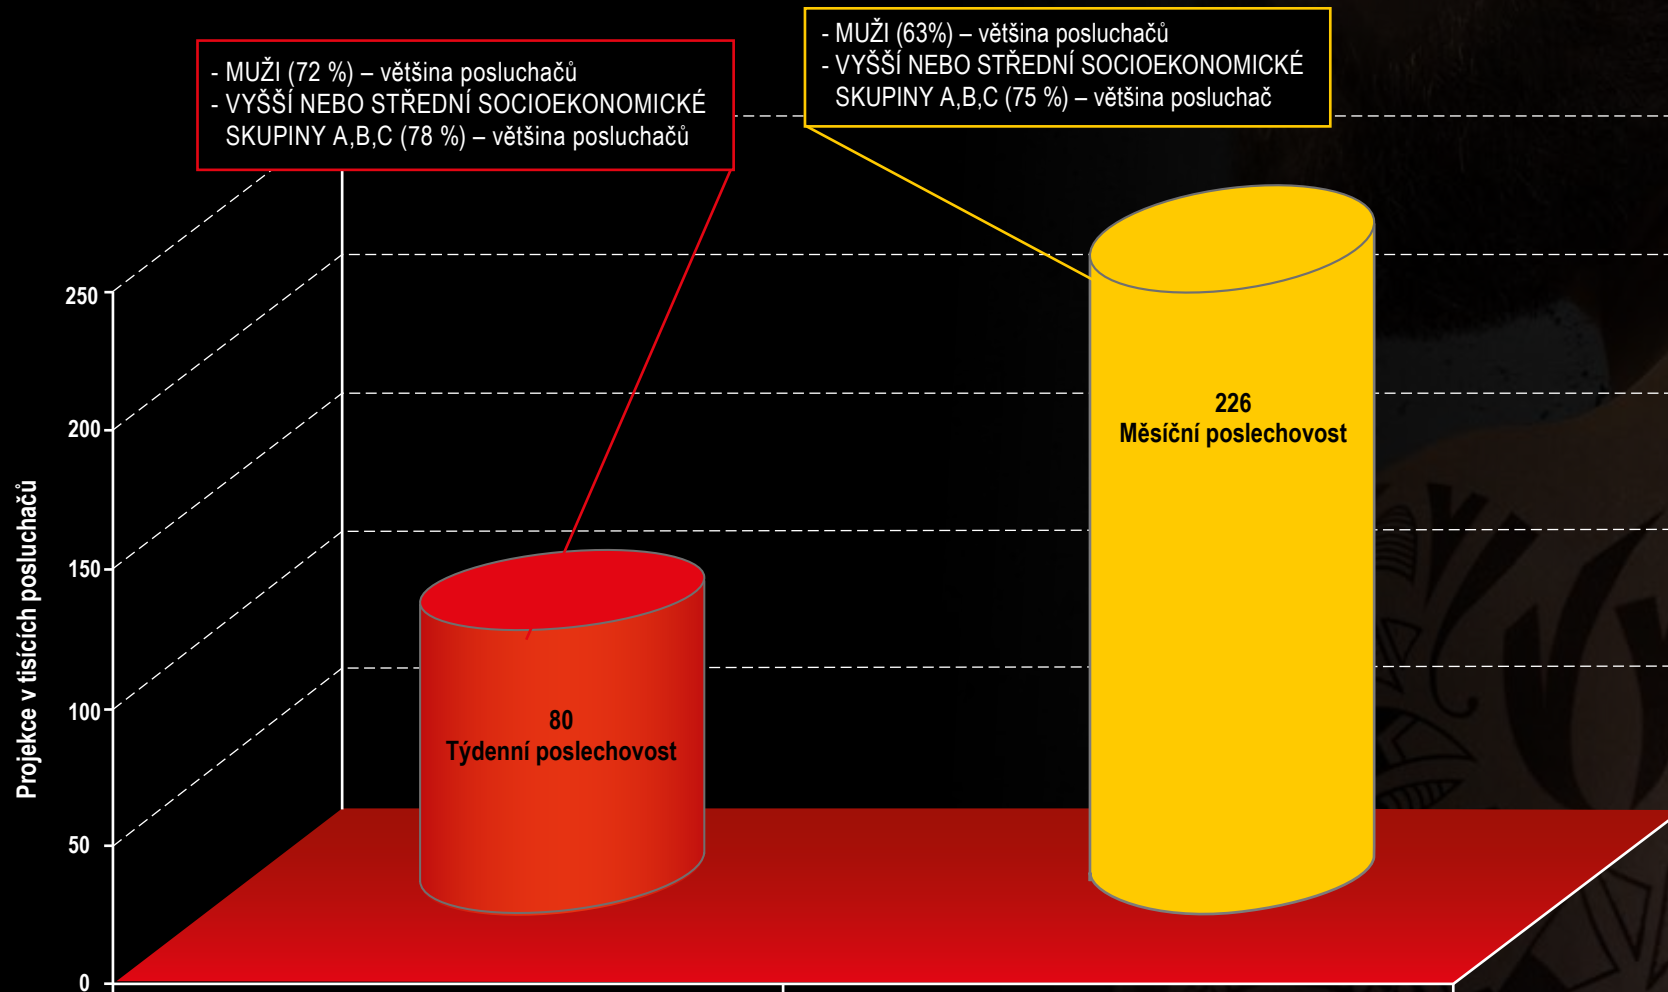 - MUŽI (72 %) – většina posluchačů
- VYŠŠÍ NEBO STŘEDNÍ SOCIOEKONOMICKÉ
SKUPINY A,B,C (78 %) – většina posluchačů
- MUŽI (63%) – většina posluchačů
- VYŠŠÍ NEBO STŘEDNÍ SOCIOEKONOMICKÉ
SKUPINY A,B,C (75 %) – většina posluchač
Projekce v tisících posluchačů
250
200
150
100
50
0
80
Týdenní poslechovost
226
Měsíční poslechovost